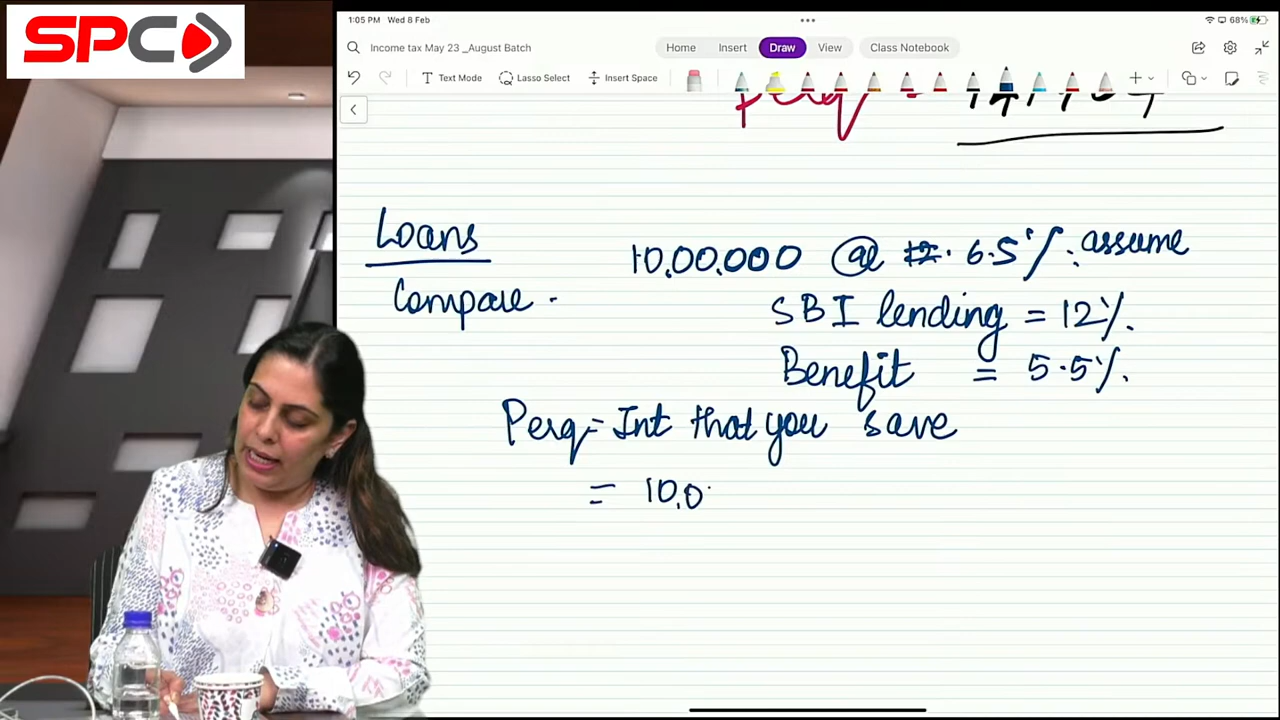 SPC
1:05 PM Wed 8 Feb
68%
Income tax May 23 _August Batch
Home Insert Draw View Class Notebook
Text Mode Lasso Select Insert Space
Perq =
Loans
Compare.
10,00,000 @ 12. 6.5% assume
SBI lending = 12%.
Benefit = 5.5%.
Perq = Int that you save
= 10,0